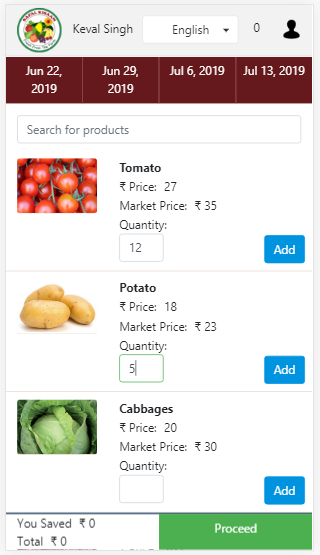 Keval Singh
English
0
Jun 22, 2019
Jun 29, 2019
Jul 6, 2019
Jul 13, 2019
Search for products
Tomato
₹ Price: 27
Market Price: ₹ 35
Quantity:
12
Add
Potato
₹ Price: 18
Market Price: ₹ 23
Quantity:
5
Add
Cabbages
₹ Price: 20
Market Price: ₹ 30
Quantity:
Add
You Saved ₹ 0
Total ₹ 0
Proceed